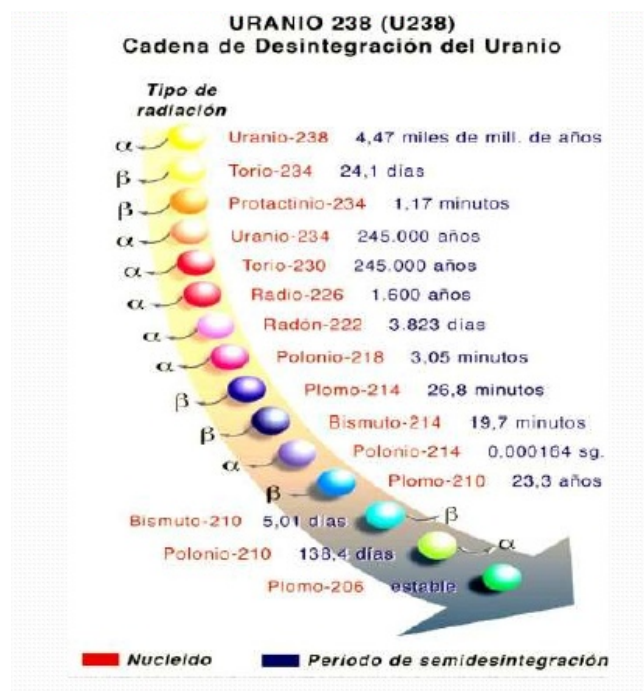 URANIO 238 (U238)
Cadena de Desintegración del Uranio
Tipo de
radiación
α Uranio-238 4,47 miles de mill. de años
β Torio-234 24,1 días
β Protactinio-234 1,17 minutos
α Uranio-234 245.000 años
α Torio-230 245.000 años
α Radio-226 1.600 años
α Radón-222 3.823 días
α Polonio-218 3,05 minutos
β Plomo-214 26,8 minutos
β Bismuto-214 19,7 minutos
α Polonio-214 0,000164 sg.
β Plomo-210 23,3 años
Bismuto-210 5,01 días β
Polonio-210 138,4 días α
Plomo-206 estable
Nucleido Período de semidesintegración